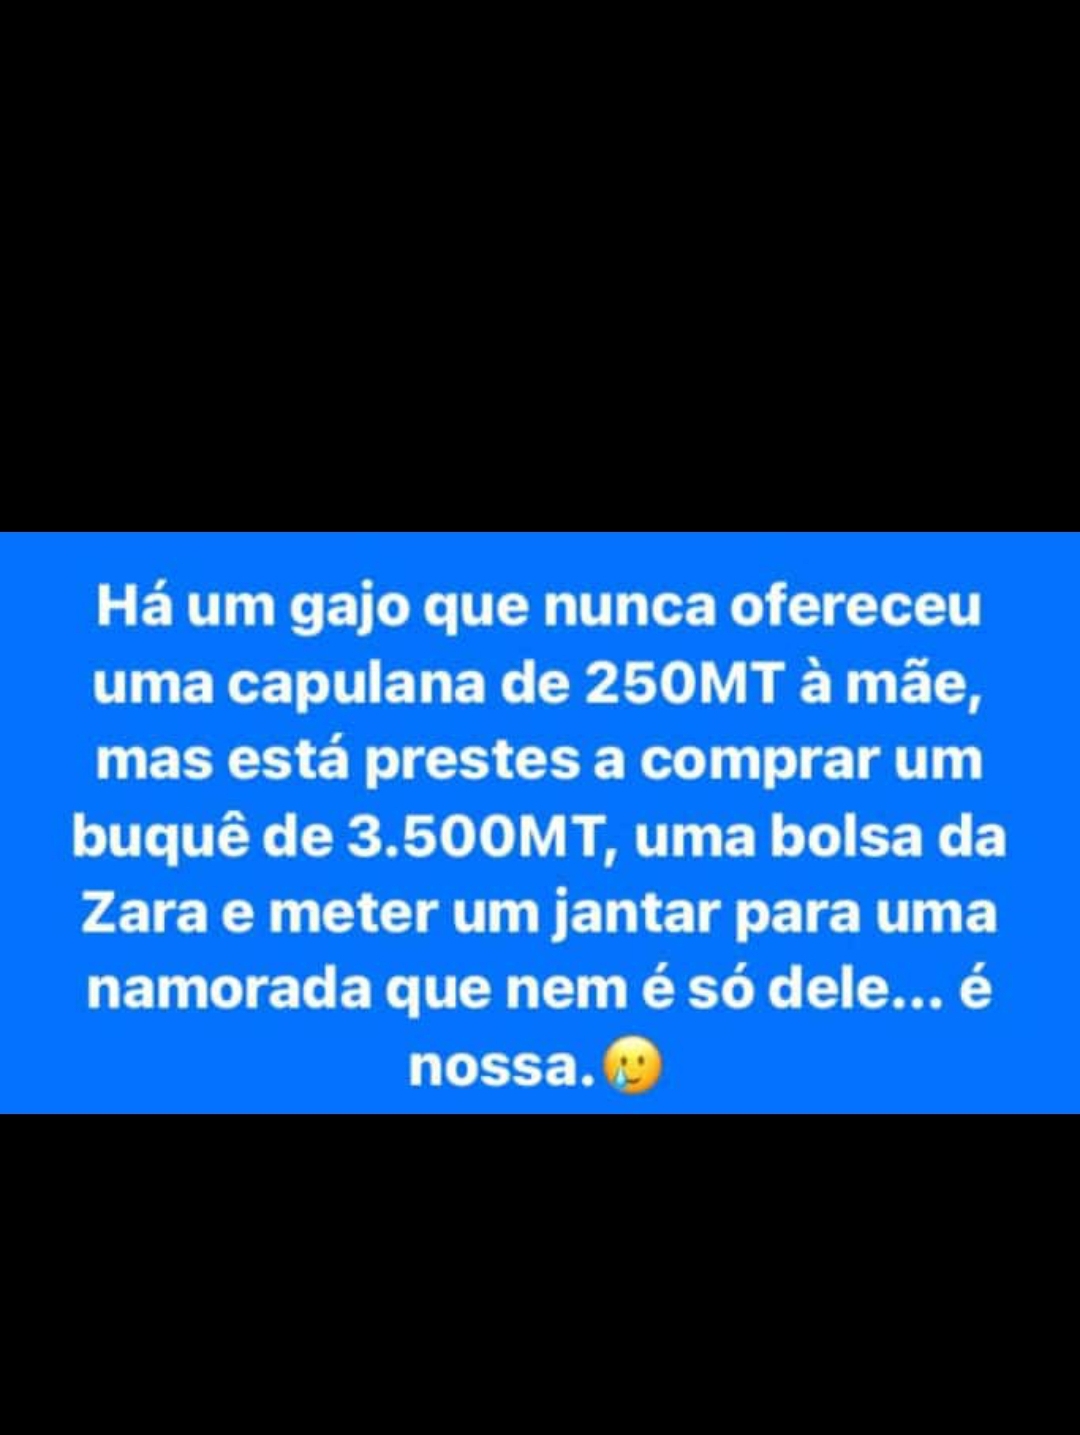 Há um gajo que nunca ofereceu
uma capulana de 250MT à mãe,
mas está prestes a comprar um
buquê de 3.500MT, uma bolsa da
Zara e meter um jantar para uma
namorada que nem é só dele... é
nossa.🥲